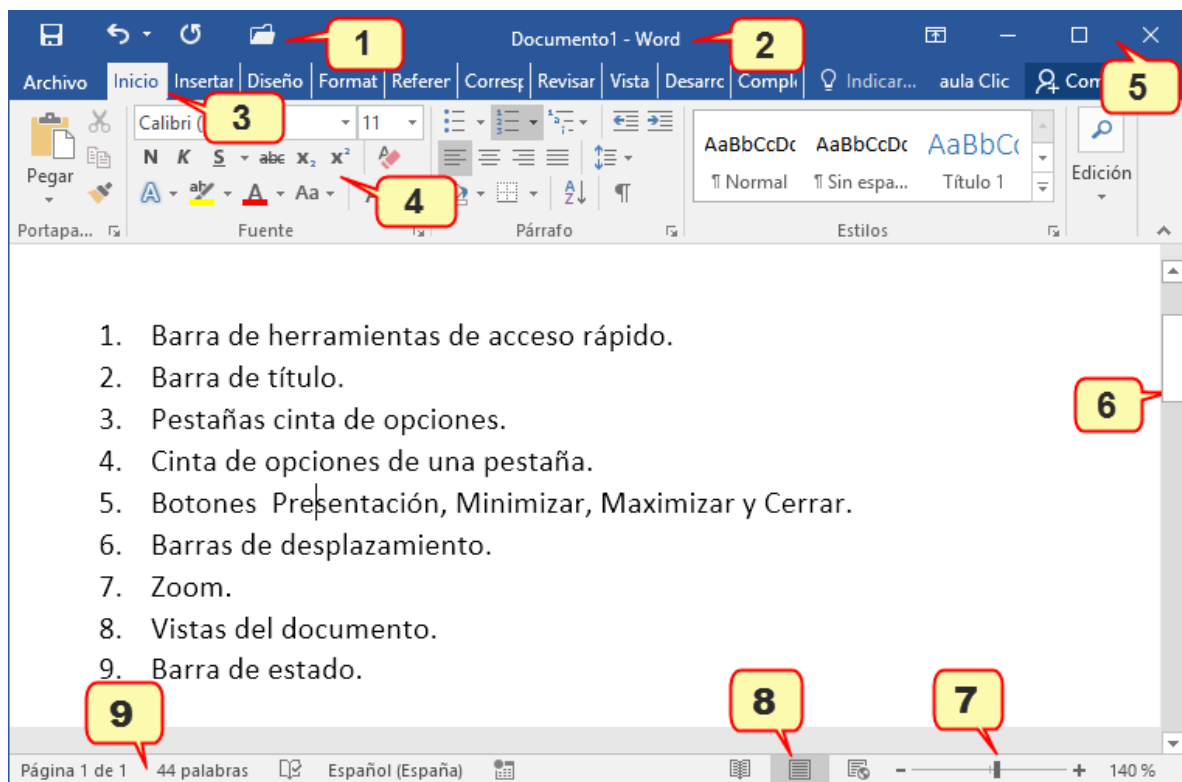 1 Documento1 - Word 2
Archivo Inicio Insertar Diseño Format Referer Corresp Revisar Vista Desarrc Comple Indicar... aula Clic Com 5
Calibri ( 3 11
N K S abc x₂ x² AaBbCcDc AaBbCcDc AaBbC
Pegar ¶ Normal ¶ Sin espa... Título 1 Edición
A aby A Aa A 4
Portapa... Fuente Párrafo Estilos
1. Barra de herramientas de acceso rápido.
2. Barra de título.
3. Pestañas cinta de opciones.
4. Cinta de opciones de una pestaña.
5. Botones  Presentación, Minimizar, Maximizar y Cerrar.
6
6. Barras de desplazamiento.
7. Zoom.
8. Vistas del documento.
9. Barra de estado.
9 8 7
Página 1 de 1 44 palabras Español (España) - + 140 %